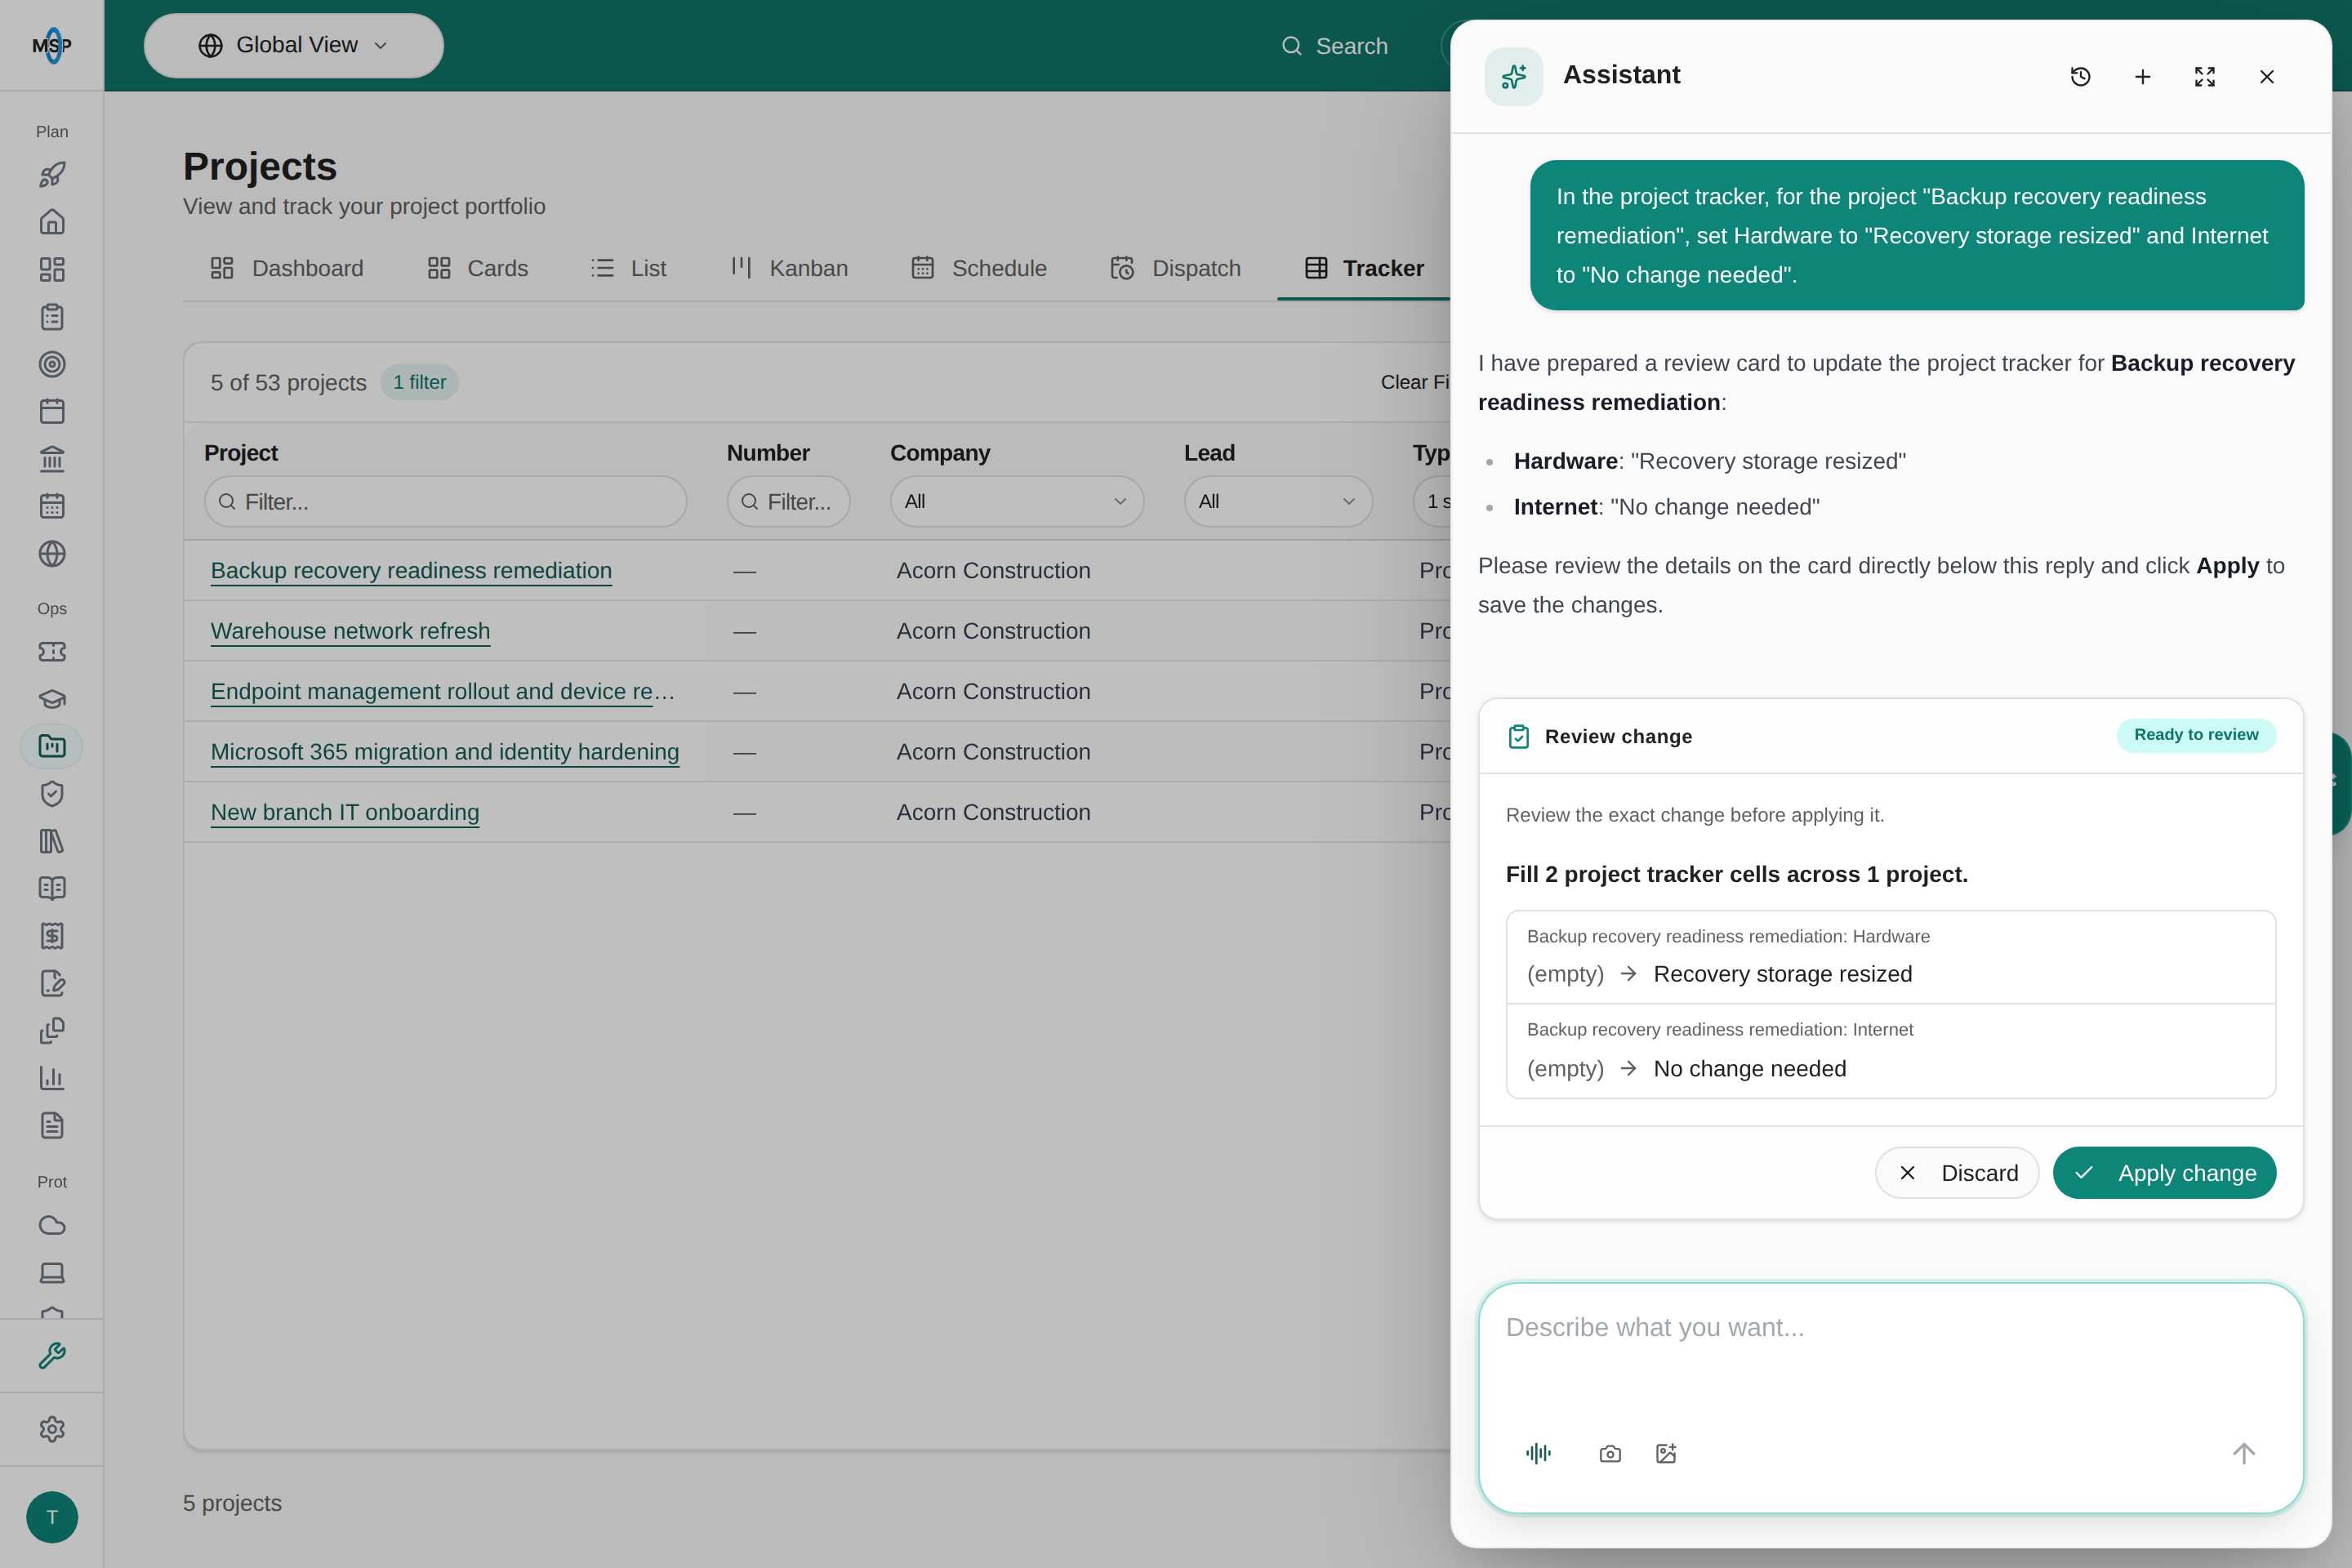 MSP
Global View
Search
Plan
Ops
Prot
T
Projects
View and track your project portfolio
Dashboard
Cards
List
Kanban
Schedule
Dispatch
Tracker
5 of 53 projects
1 filter
Clear Fi
Project
Number
Company
Lead
Typ
Filter...
Filter...
All
All
1 s
Backup recovery readiness remediation — Acorn Construction Pro
Warehouse network refresh — Acorn Construction Pro
Endpoint management rollout and device re… — Acorn Construction Pro
Microsoft 365 migration and identity hardening — Acorn Construction Pro
New branch IT onboarding — Acorn Construction Pro
5 projects
Assistant
In the project tracker, for the project "Backup recovery readiness
remediation", set Hardware to "Recovery storage resized" and Internet
to "No change needed".
I have prepared a review card to update the project tracker for Backup recovery
readiness remediation:
Hardware: "Recovery storage resized"
Internet: "No change needed"
Please review the details on the card directly below this reply and click Apply to
save the changes.
Review change
Ready to review
Review the exact change before applying it.
Fill 2 project tracker cells across 1 project.
Backup recovery readiness remediation: Hardware
(empty) → Recovery storage resized
Backup recovery readiness remediation: Internet
(empty) → No change needed
Discard
Apply change
Describe what you want...